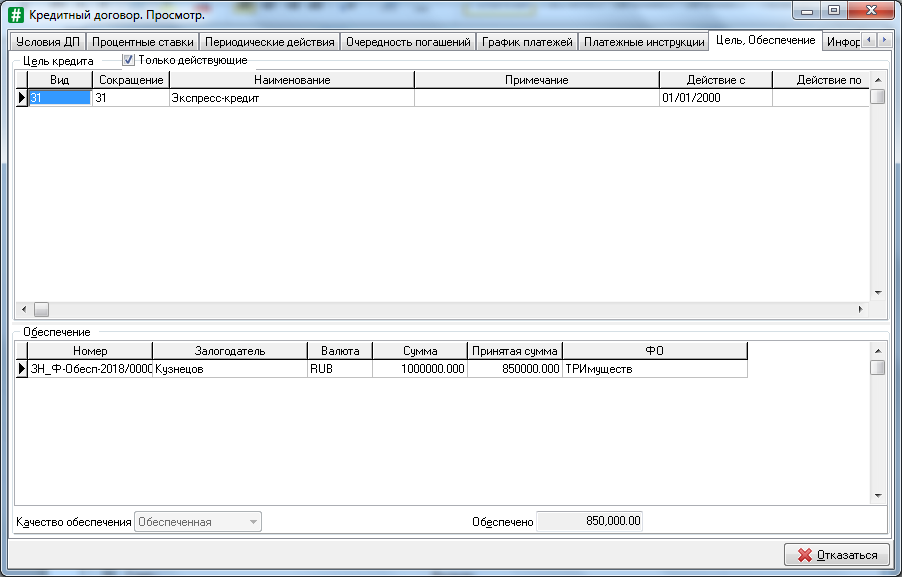 Кредитный договор. Просмотр.
Условия ДП Процентные ставки Периодические действия Очередность погашений График платежей Платежные инструкции Цель, Обеспечение Инфор
Цель кредита Только действующие
Вид Сокращение Наименование Примечание Действие с Действие по
31 31 Экспресс-кредит 01/01/2000
Обеспечение
Номер Залогодатель Валюта Сумма Принятая сумма ФО
ЗН_Ф-Обесп-2018/0000 Кузнецов RUB 1000000.000 850000.000 ТРИмуществ
Качество обеспечения Обеспеченная Обеспечено 850,000.00
Отказаться